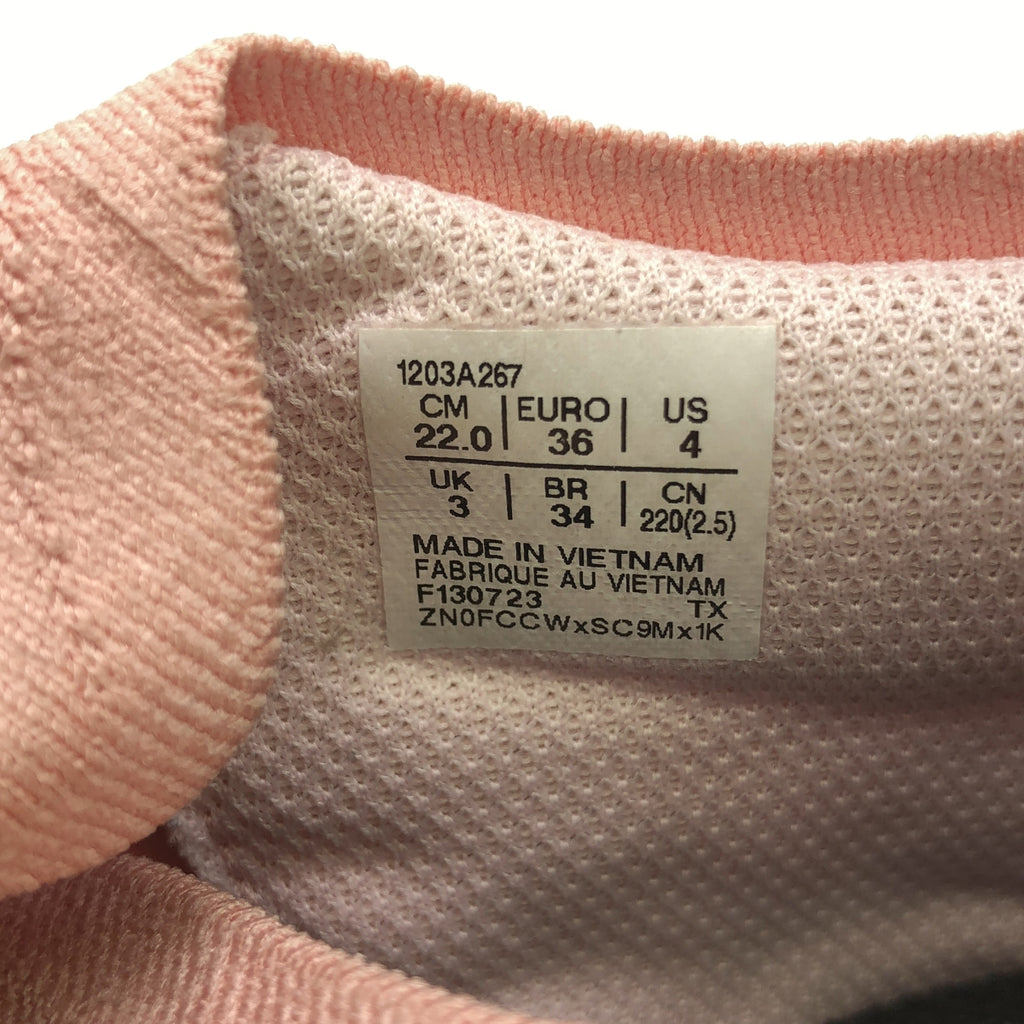 1203A267
CM | EURO | US
22.0 | 36 | 4
UK | BR | CN
3 | 34 | 220(2.5)
MADE IN VIETNAM
FABRIQUE AU VIETNAM
F130723 TX
ZN0FCCWxSC9Mx1K